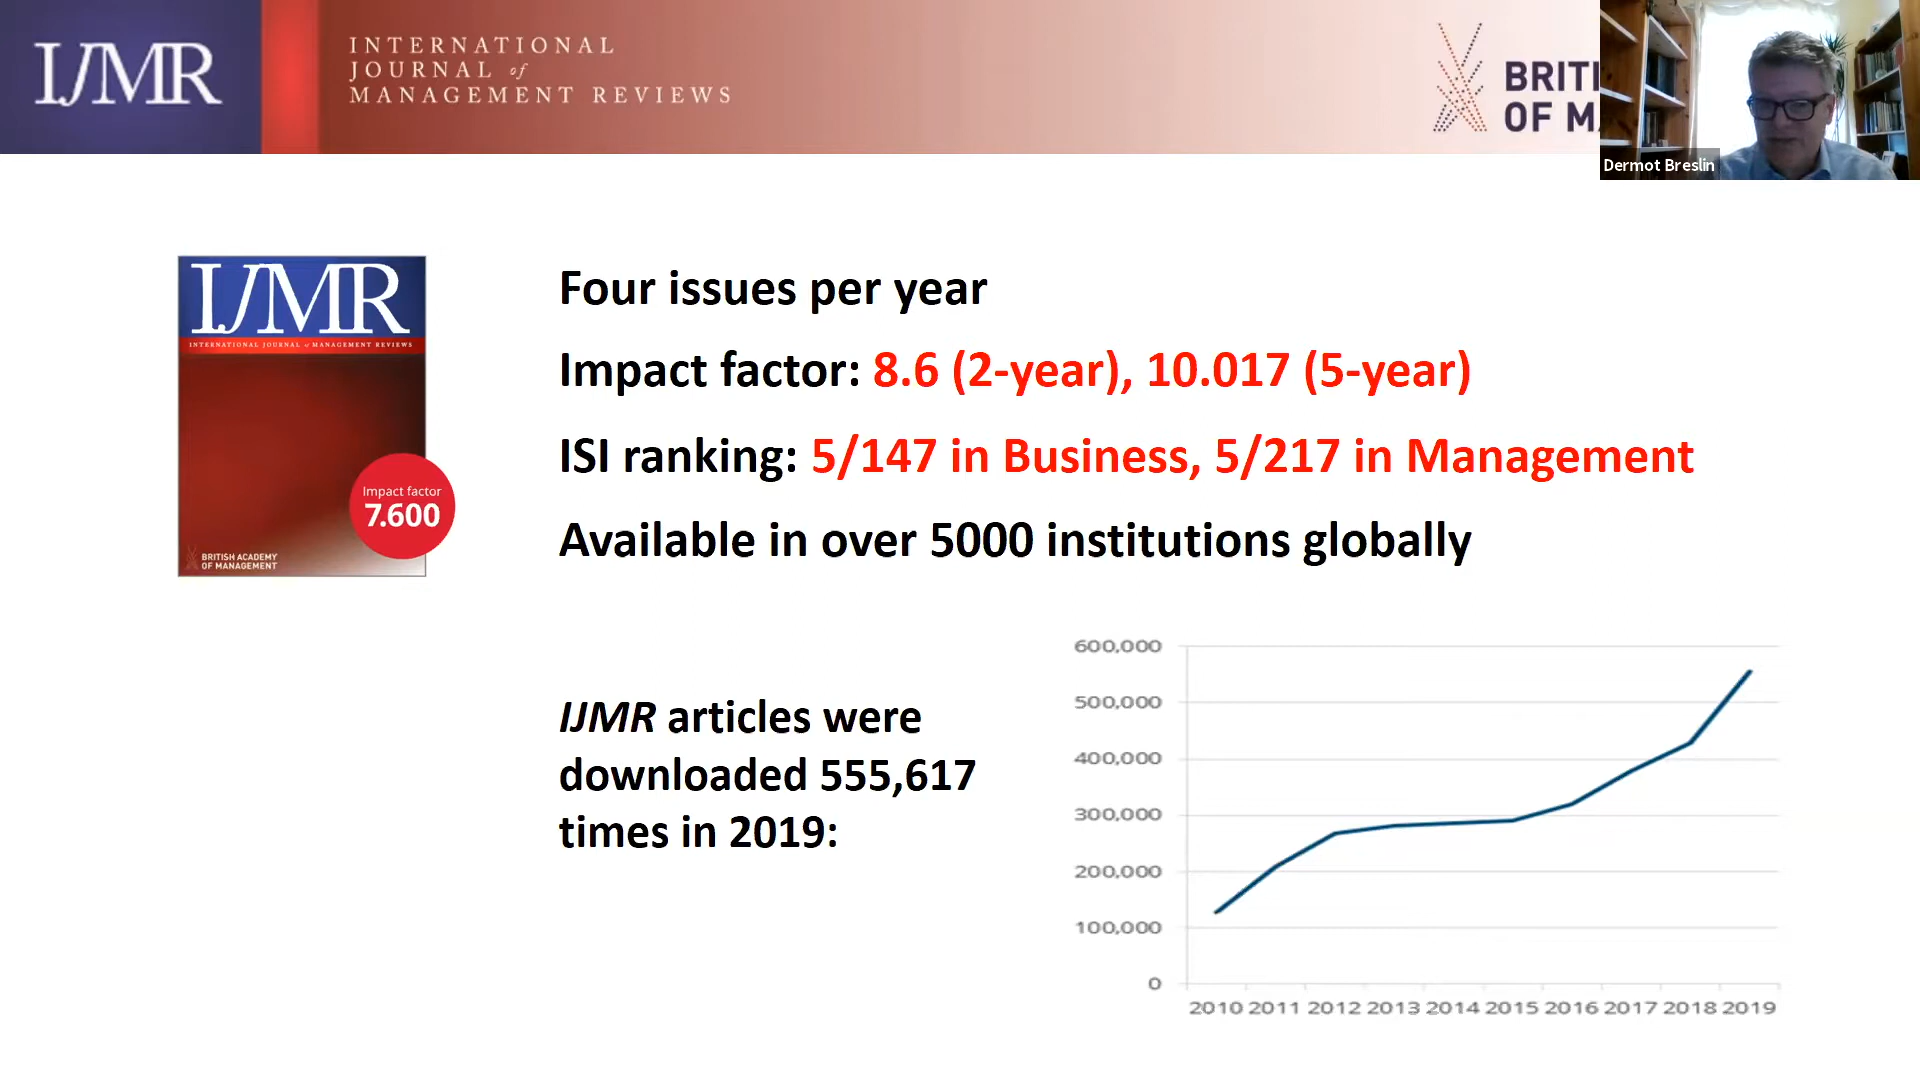 IJMR
INTERNATIONAL
JOURNAL of
MANAGEMENT REVIEWS
BRITI
OF MA
Dermot Breslin
IJMR
INTERNATIONAL JOURNAL of MANAGEMENT REVIEWS
Impact factor
7.600
BRITISH ACADEMY
OF MANAGEMENT
Four issues per year
Impact factor: 8.6 (2-year), 10.017 (5-year)
ISI ranking: 5/147 in Business, 5/217 in Management
Available in over 5000 institutions globally
IJMR articles were
downloaded 555,617
times in 2019:
600,000
500,000
400,000
300,000
200,000
100,000
0
2010 2011 2012 2013 2014 2015 2016 2017 2018 2019